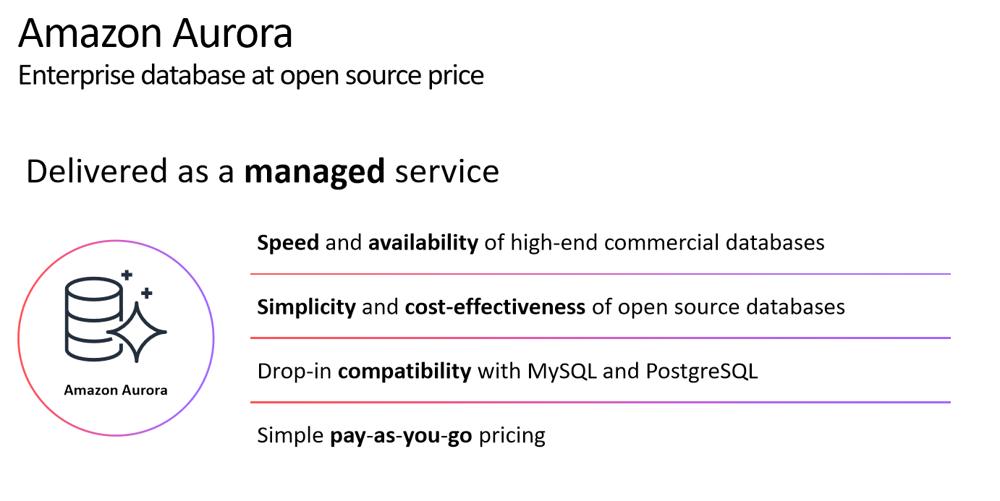 Amazon Aurora
Enterprise database at open source price
Delivered as a managed service
Speed and availability of high-end commercial databases
Simplicity and cost-effectiveness of open source databases
Drop-in compatibility with MySQL and PostgreSQL
Simple pay-as-you-go pricing
Amazon Aurora